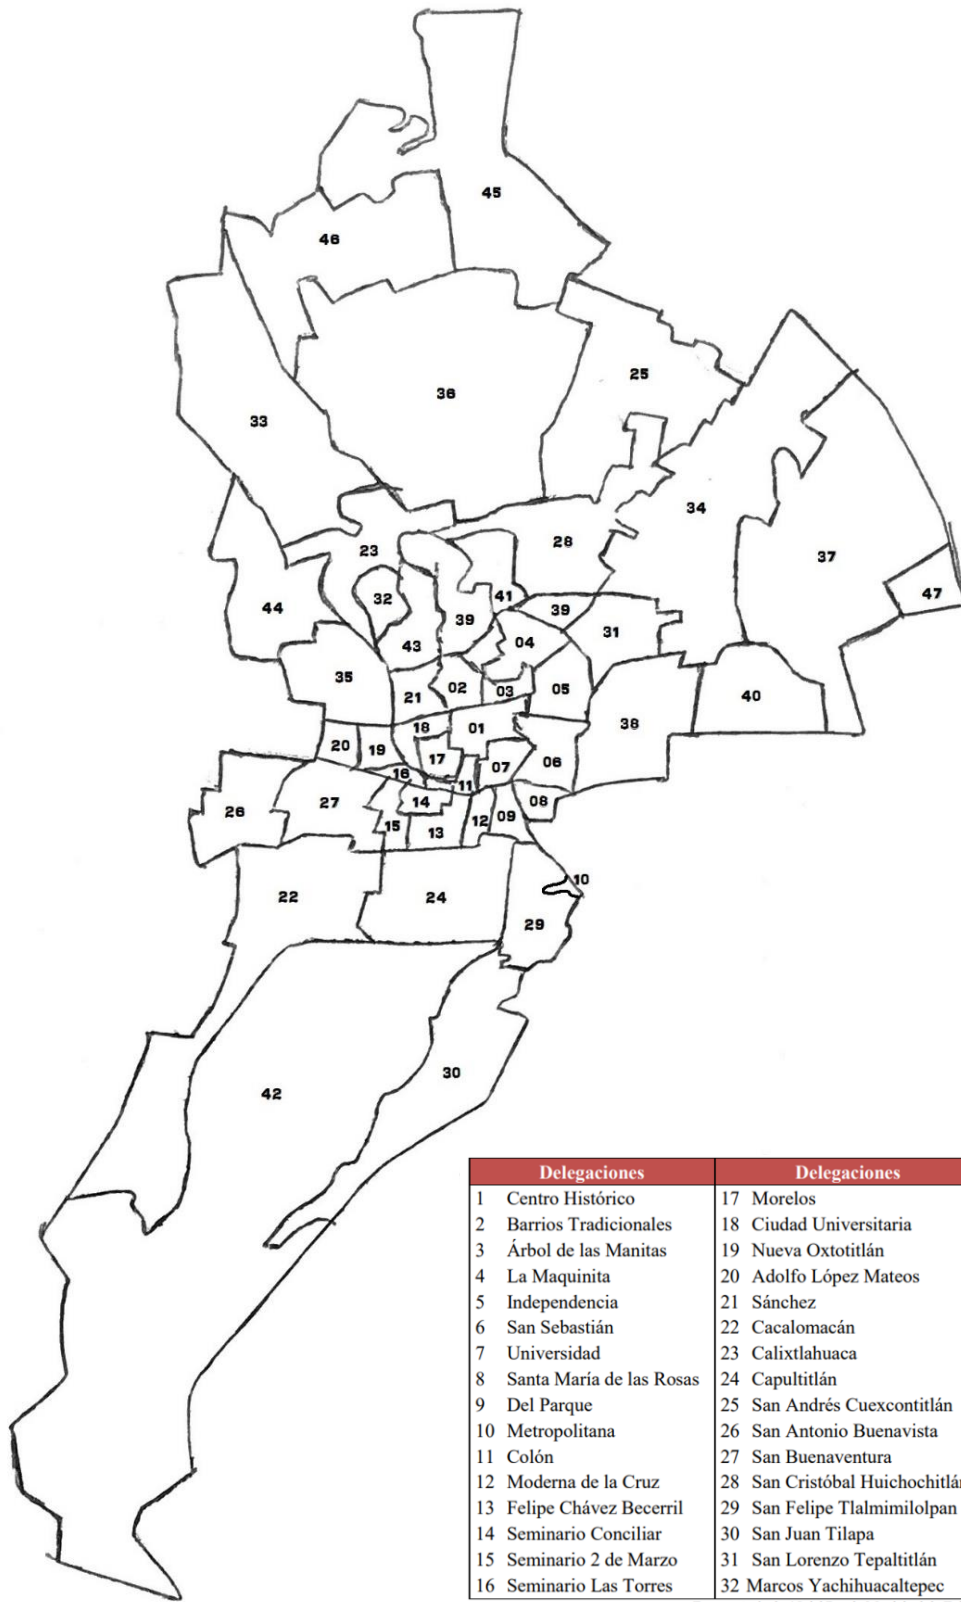 45
46
25
36
33
34
28
37
23
41
47
32
39
44
39
43
31
04
35
02
03
05
21
40
18
01
38
20
19
17
07
06
16
11
14
08
26
27
15
13
12
09
10
22
24
29
30
42
Delegaciones Delegaciones
1 Centro Histórico 17 Morelos
2 Barrios Tradicionales 18 Ciudad Universitaria
3 Árbol de las Manitas 19 Nueva Oxtotitlán
4 La Maquinita 20 Adolfo López Mateos
5 Independencia 21 Sánchez
6 San Sebastián 22 Cacalomacán
7 Universidad 23 Calixtlahuaca
8 Santa María de las Rosas 24 Capultitlán
9 Del Parque 25 San Andrés Cuexcontitlán
10 Metropolitana 26 San Antonio Buenavista
11 Colón 27 San Buenaventura
12 Moderna de la Cruz 28 San Cristóbal Huichochitlán
13 Felipe Chávez Becerril 29 San Felipe Tlalmimilolpan
14 Seminario Conciliar 30 San Juan Tilapa
15 Seminario 2 de Marzo 31 San Lorenzo Tepaltitlán
16 Seminario Las Torres 32 Marcos Yachihuacaltepec